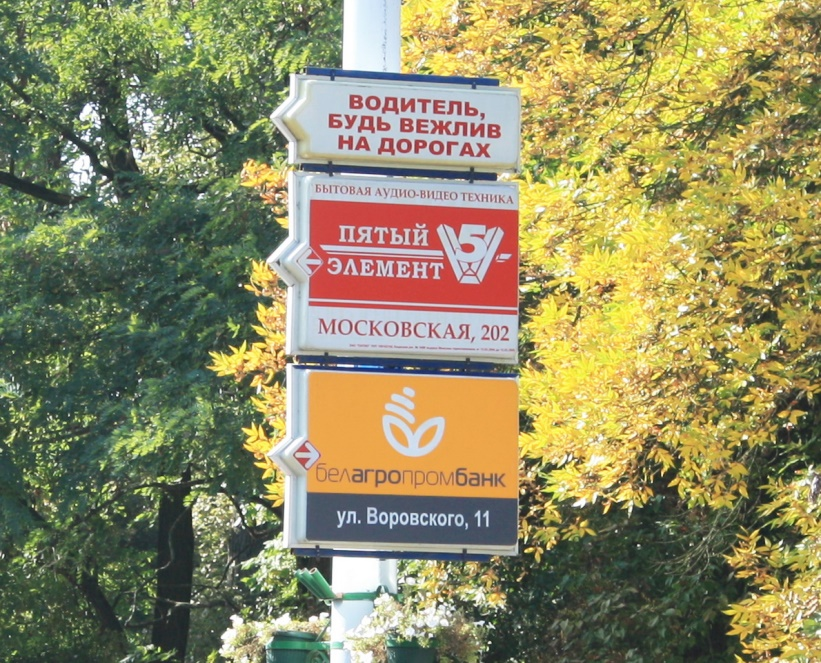 ВОДИТЕЛЬ,
БУДЬ ВЕЖЛИВ
НА ДОРОГАХ
БЫТОВАЯ АУДИО-ВИДЕО ТЕХНИКА
ПЯТЫЙ
5
ЭЛЕМЕНТ
МОСКОВСКАЯ, 202
белагропромбанк
ул. Воровского, 11